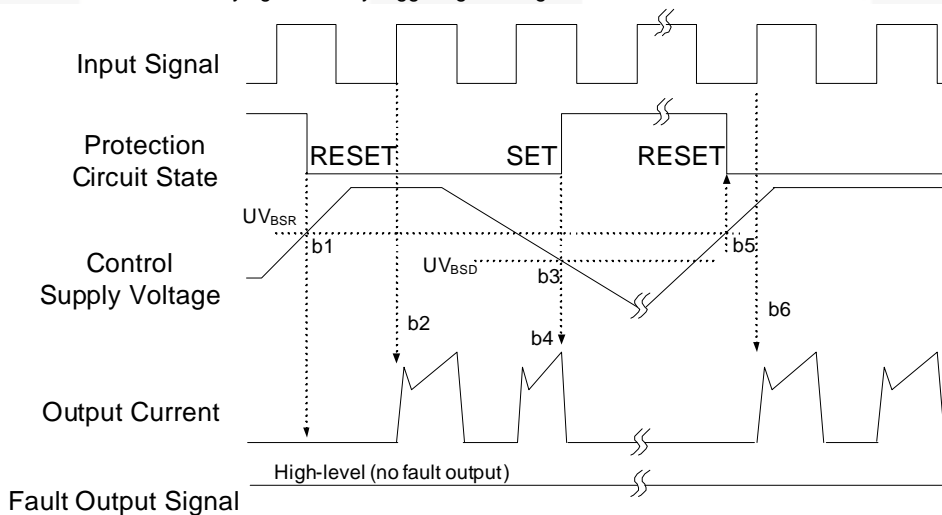 Input Signal
Protection
Circuit State
RESET
SET
RESET
UVBSR
b1
UVBSD
b3
b5
Control
Supply Voltage
b2
b4
b6
Output Current
High-level (no fault output)
Fault Output Signal